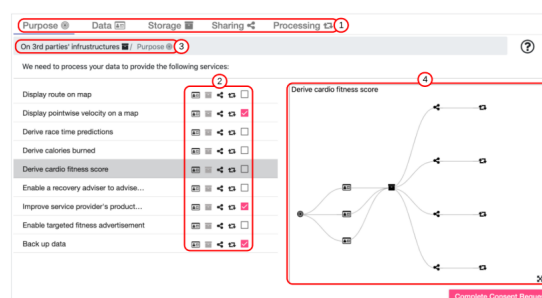 Purpose Data Storage Sharing Processing 1
On 3rd parties' infrastructures / Purpose 3
We need to process your data to provide the following services:
2
4
Display route on map
Display pointwise velocity on a map
Derive race time predictions
Derive calories burned
Derive cardio fitness score
Enable a recovery adviser to advise...
Improve service provider's product...
Enable targeted fitness advertisement
Back up data
Derive cardio fitness score
Complete Consent Reque